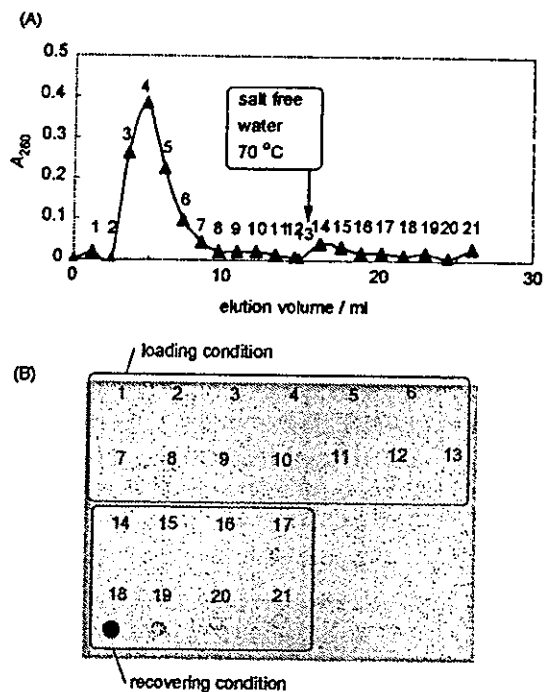 (A)
0.5
0.4
0.3
0.2
0.1
0
A260
salt free
water
70 °C
1 2 3 4 5 6 7 8 9 10 11 12 13 14 15 16 17 18 19 20 21
0 10 20 30
elution volume / ml
loading condition
(B)
1 2 3 4 5 6
7 8 9 10 11 12 13
14 15 16 17
18 19 20 21
recovering condition